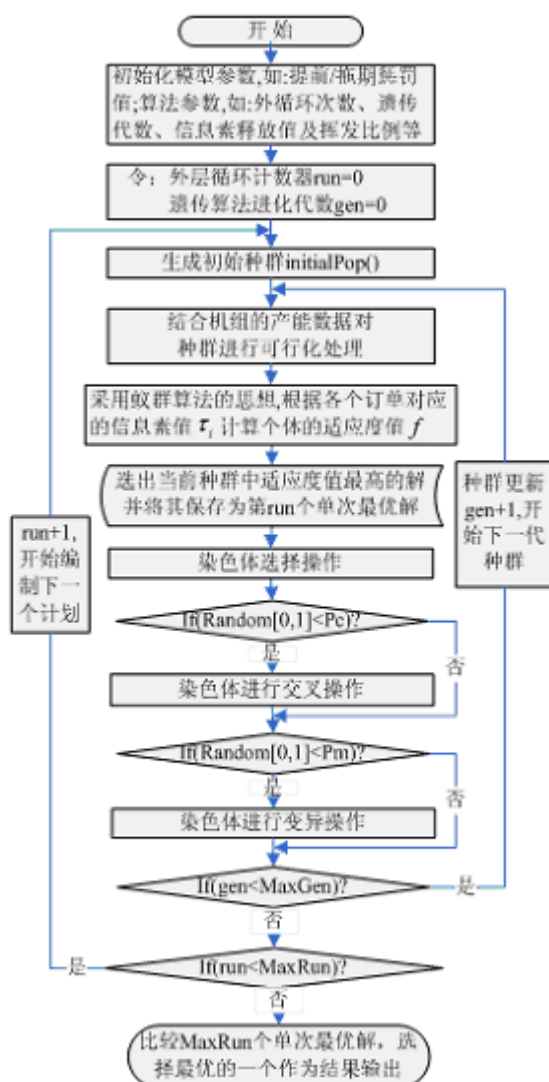 开 始
初始化模型参数,如:提前/拖期惩罚
值;算法参数,如:外循环次数、遗传
代数、信息素释放值及挥发比例等
令：外层循环计数器run=0
遗传算法进化代数gen=0
生成初始种群initialPop()
结合机组的产能数据对
种群进行可行化处理
采用蚁群算法的思想,根据各个订单对应
的信息素值 τi 计算个体的适应度值 f
选出当前种群中适应度值最高的解
并将其保存为第run个单次最优解
种群更新
gen+1,开
始下一代
种群
run+1,
开始编
制下一
个计划
染色体选择操作
If(Random[0,1]<Pc)?
是
否
染色体进行交叉操作
If(Random[0,1]<Pm)?
是
否
染色体进行变异操作
If(gen<MaxGen)?
是
否
If(run<MaxRun)?
是
否
比较MaxRun个单次最优解，选
择最优的一个作为结果输出